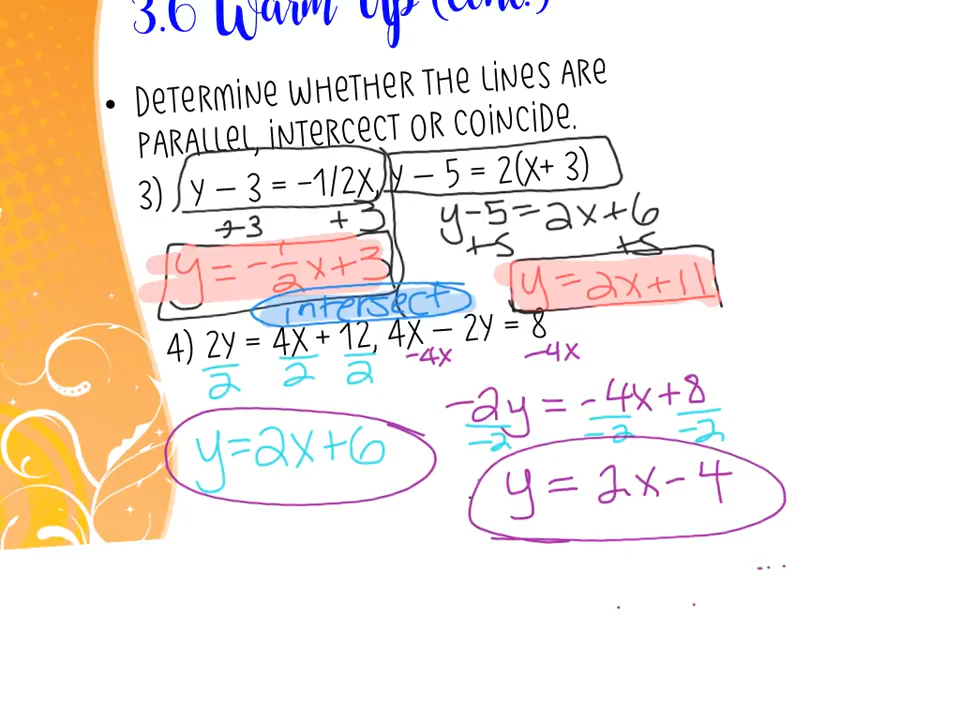 3.6 Warm Up (cont.)
• Determine whether the lines are
parallel, intercect or coincide.
3) y – 3 = -1/2x, y – 5 = 2(x+ 3)
+3 +3
y-5=2x+6
+5 +5
y=-1/2x+3
y=2x+11
intersect
4) 2y = 4x + 12, 4x – 2y = 8
2 2 2
-4x -4x
-2y = -4x+8
-2 -2 -2
y=2x+6
y=2x-4